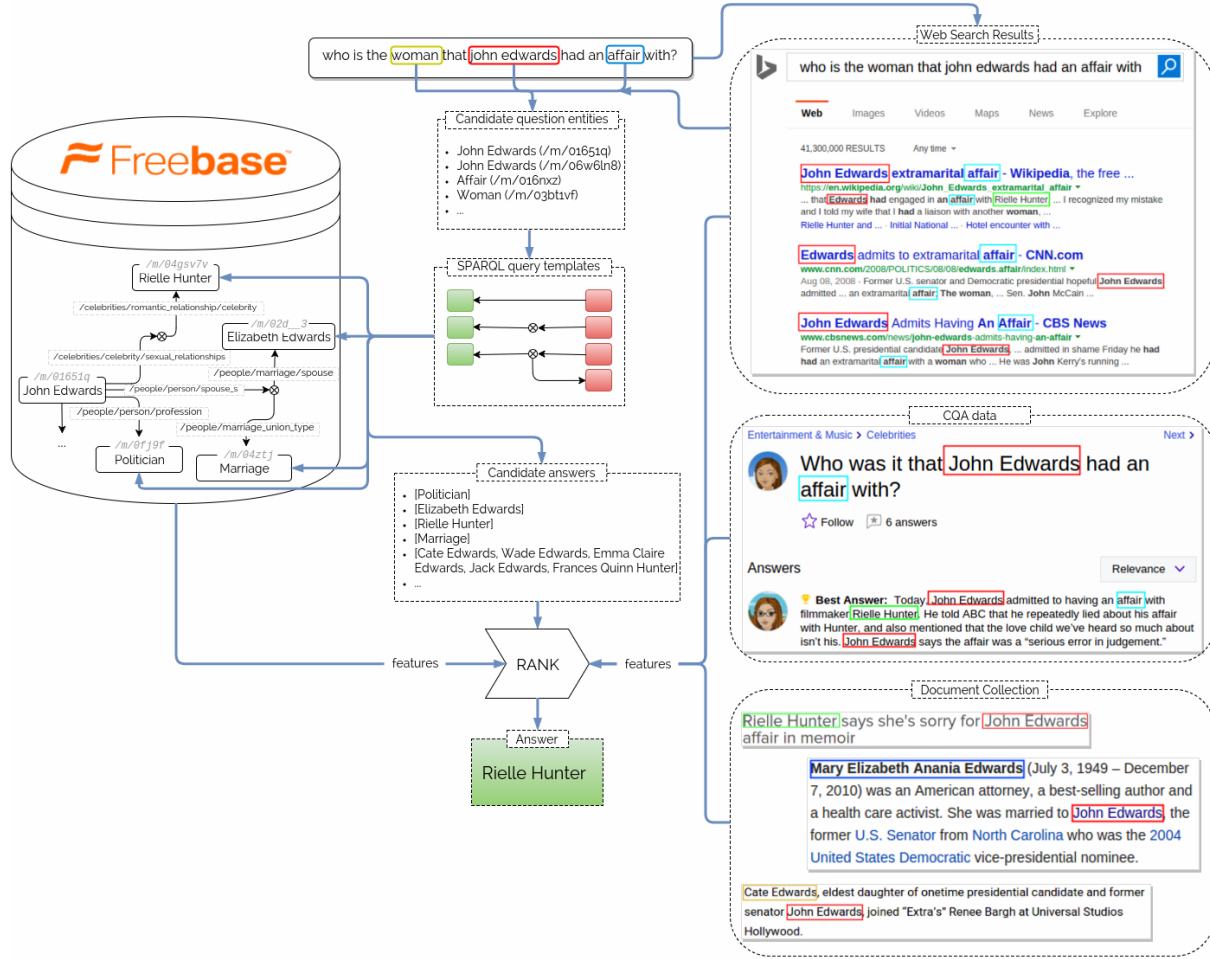 who is the woman that john edwards had an affair with?
Candidate question entities
• John Edwards (/m/01651q)
• John Edwards (/m/06w6ln8)
• Affair (/m/016nxz)
• Woman (/m/03bt1vf)
• ...
SPARQL query templates
Freebase™
/m/04gsv7v
Rielle Hunter
/celebrities/romantic_relationship/celebrity
/m/02d__3
Elizabeth Edwards
/celebrities/celebrity/sexual_relationships
/people/marriage/spouse
/m/01651q
John Edwards
/people/person/spouse_s
/people/person/profession
...
/people/marriage_union_type
/m/0fj9f
Politician
/m/04ztj
Marriage
Candidate answers
• [Politician]
• [Elizabeth Edwards]
• [Rielle Hunter]
• [Marriage]
• [Cate Edwards, Wade Edwards, Emma Claire
Edwards, Jack Edwards, Frances Quinn Hunter]
• ...
features
RANK
features
Answer
Rielle Hunter
Web Search Results
who is the woman that john edwards had an affair with
Web Images Videos Maps News Explore
41,300,000 RESULTS Any time
John Edwards extramarital affair - Wikipedia, the free ...
https://en.wikipedia.org/wiki/John_Edwards_extramarital_affair
... that Edwards had engaged in an affair with Rielle Hunter ... I recognized my mistake
and I told my wife that I had a liaison with another woman, ...
Rielle Hunter and ... · Initial National ... · Hotel encounter with ...
Edwards admits to extramarital affair - CNN.com
www.cnn.com/2008/POLITICS/08/08/edwards.affair/index.html
Aug 08, 2008 · Former U.S. senator and Democratic presidential hopeful John Edwards
admitted ... an extramarital affair. The woman, ... Sen. John McCain ...
John Edwards Admits Having An Affair - CBS News
www.cbsnews.com/news/john-edwards-admits-having-an-affair
Former U.S. presidential candidate John Edwards, ... admitted in shame Friday he had
had an extramarital affair with a woman who ... He was John Kerry's running ...
CQA data
Entertainment & Music > Celebrities Next >
Who was it that John Edwards had an
affair with?
Follow 6 answers
Answers Relevance
Best Answer: Today, John Edwards admitted to having an affair with
filmmaker Rielle Hunter. He told ABC that he repeatedly lied about his affair
with Hunter, and also mentioned that the love child we've heard so much about
isn't his. John Edwards says the affair was a "serious error in judgement."
Document Collection
Rielle Hunter says she's sorry for John Edwards
affair in memoir
Mary Elizabeth Anania Edwards (July 3, 1949 – December
7, 2010) was an American attorney, a best-selling author and
a health care activist. She was married to John Edwards, the
former U.S. Senator from North Carolina who was the 2004
United States Democratic vice-presidential nominee.
Cate Edwards, eldest daughter of onetime presidential candidate and former
senator John Edwards, joined "Extra's" Renee Bargh at Universal Studios
Hollywood.